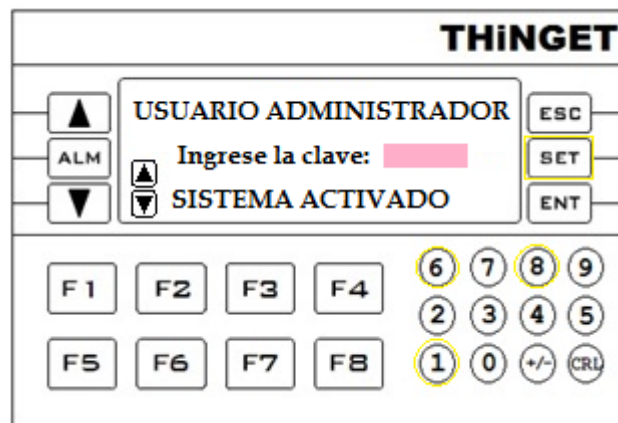 THiNGET
USUARIO ADMINISTRADOR
ESC
ALM
Ingrese la clave:
SET
SISTEMA ACTIVADO
ENT
F1 F2 F3 F4
6 7 8 9
2 3 4 5
F5 F6 F7 F8
1 0 +/- CRL